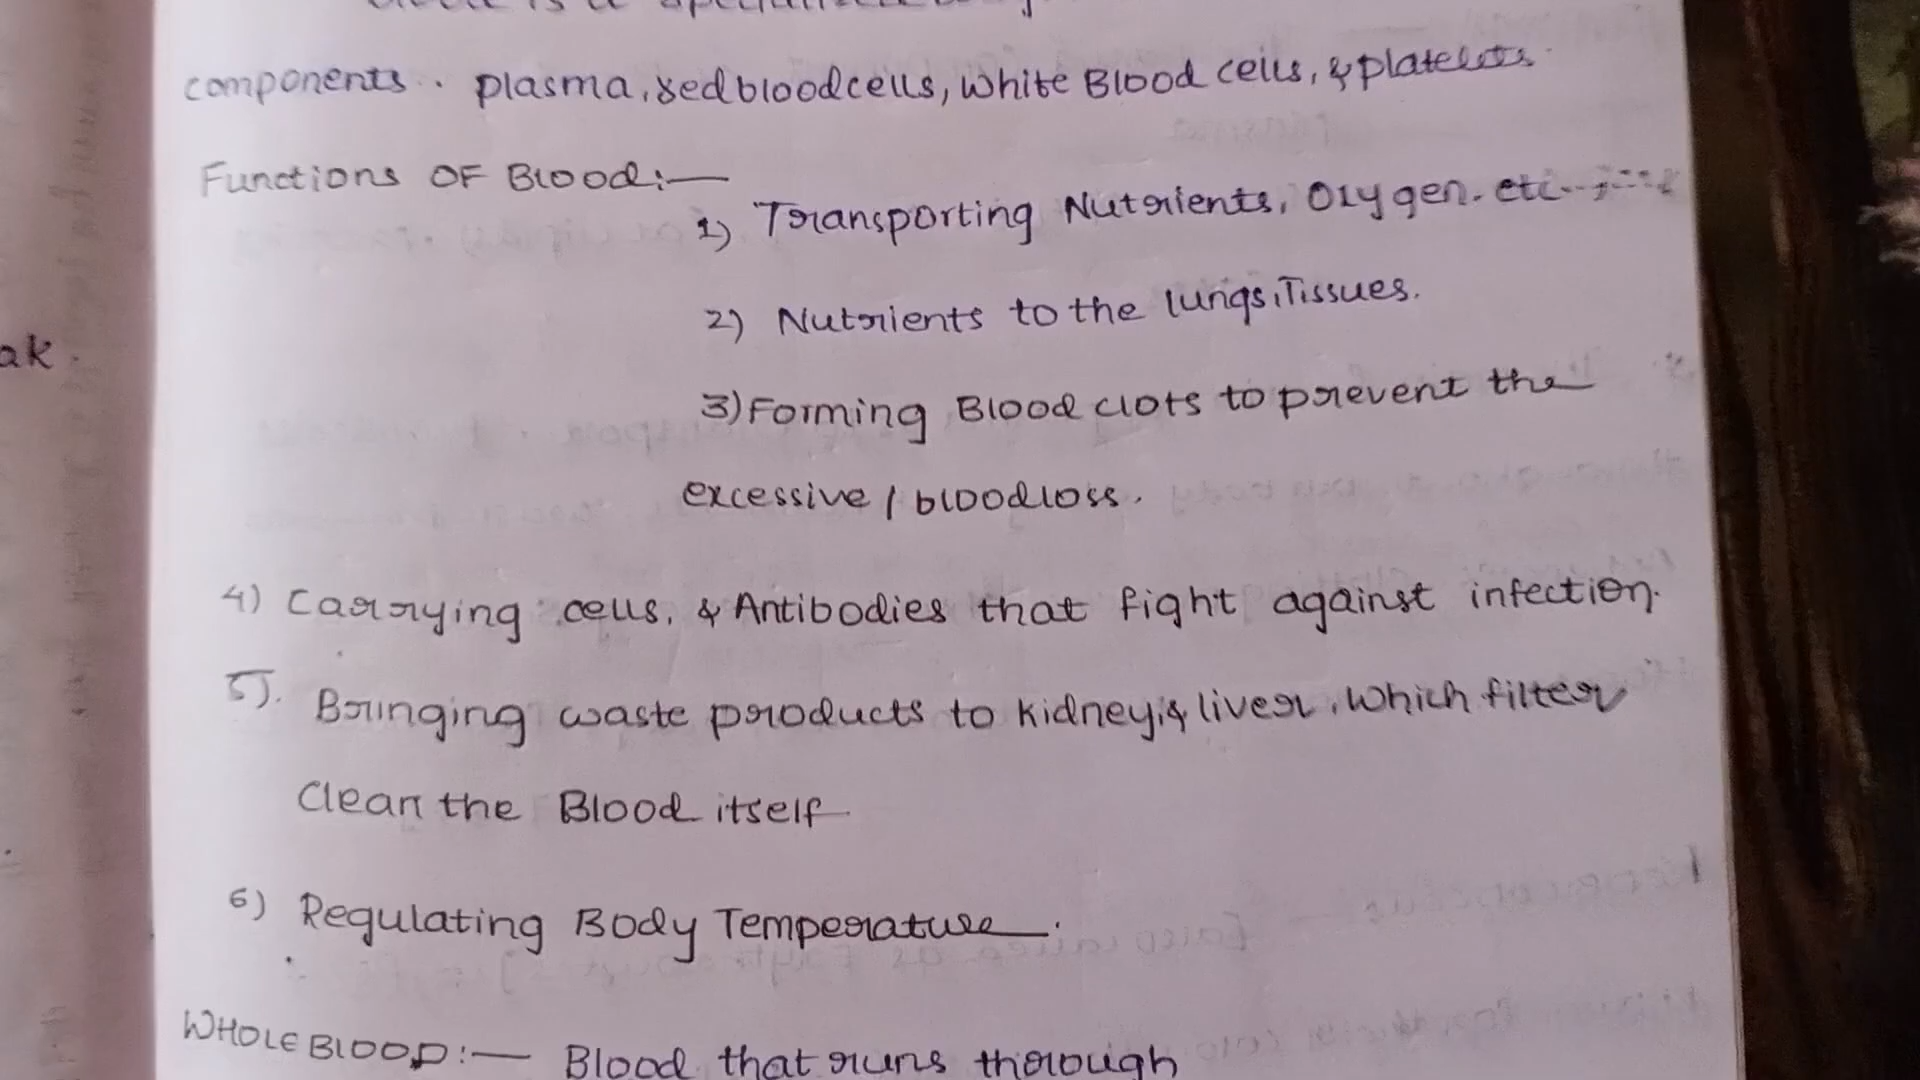 components. plasma, red bloodcells, White Blood cells, & platelets.
Functions OF Blood:—
1) Transporting Nutrients, Oxygen. etc
2) Nutrients to the lungs, Tissues.
3) Forming Blood clots to prevent the
excessive / bloodloss.
ak.
4) Carrying cells, & Antibodies that fight against infection.
5). Bringing waste products to kidney, & liver, which filter
Clean the Blood itself
6) Regulating Body Temperature.
WHOLE BLOOD:— Blood that runs thorough